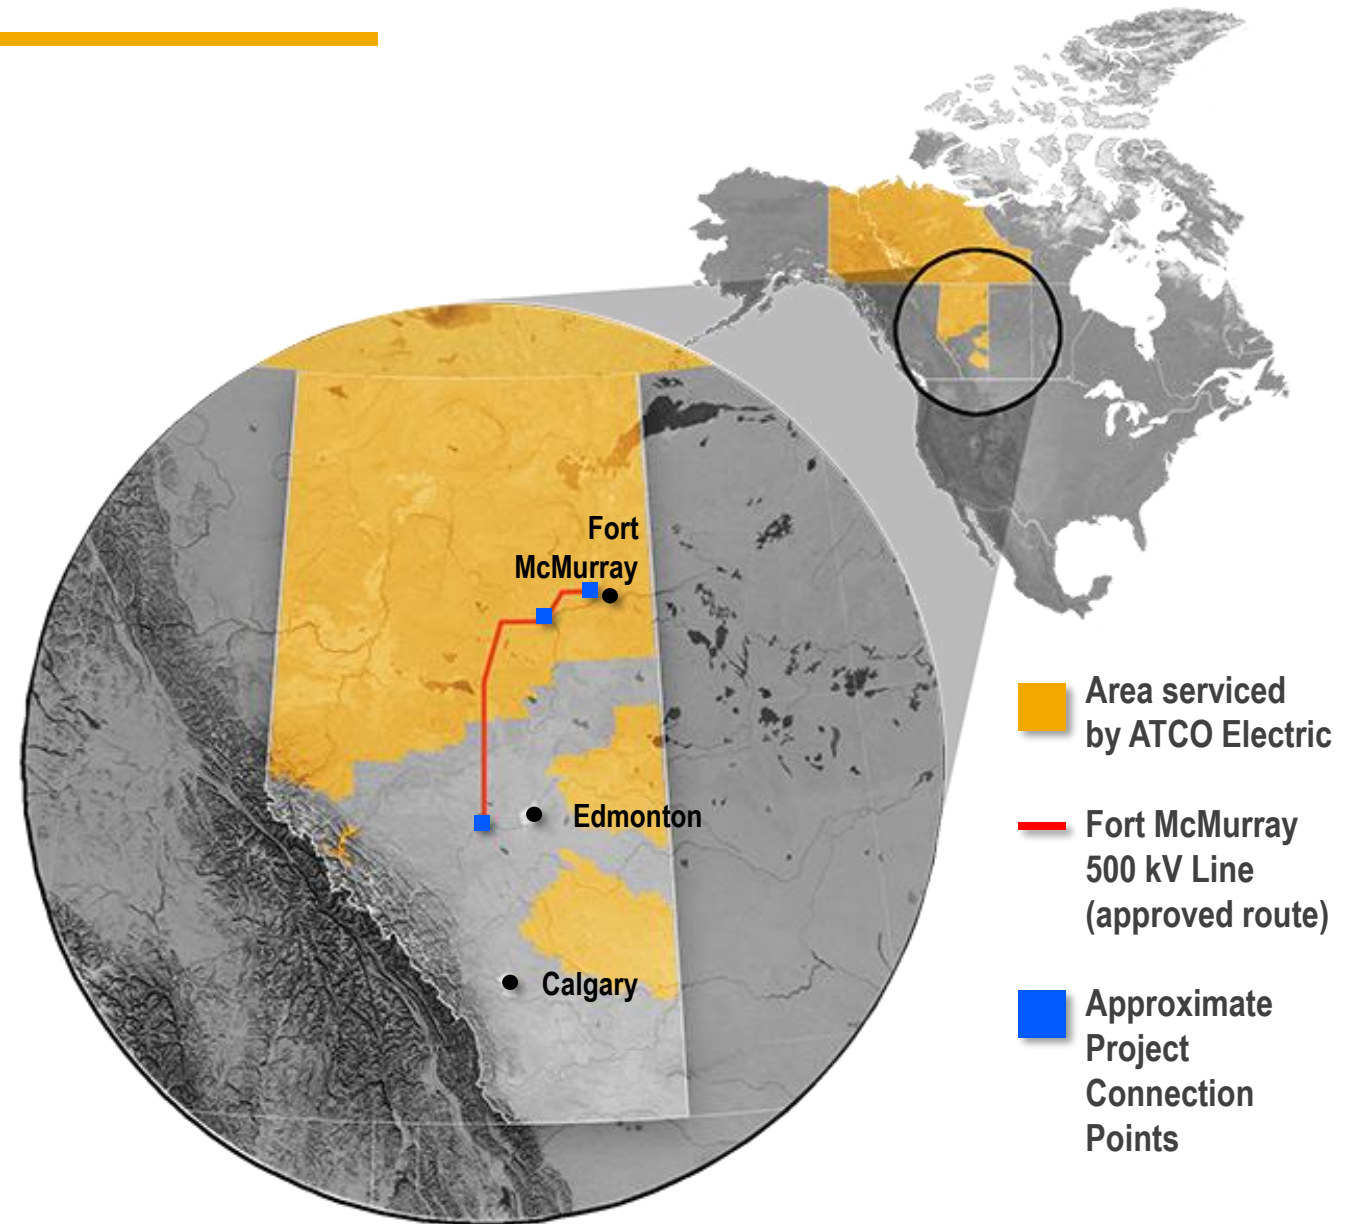 Fort
McMurray
Edmonton
Calgary
Area serviced
by ATCO Electric
Fort McMurray
500 kV Line
(approved route)
Approximate
Project
Connection
Points